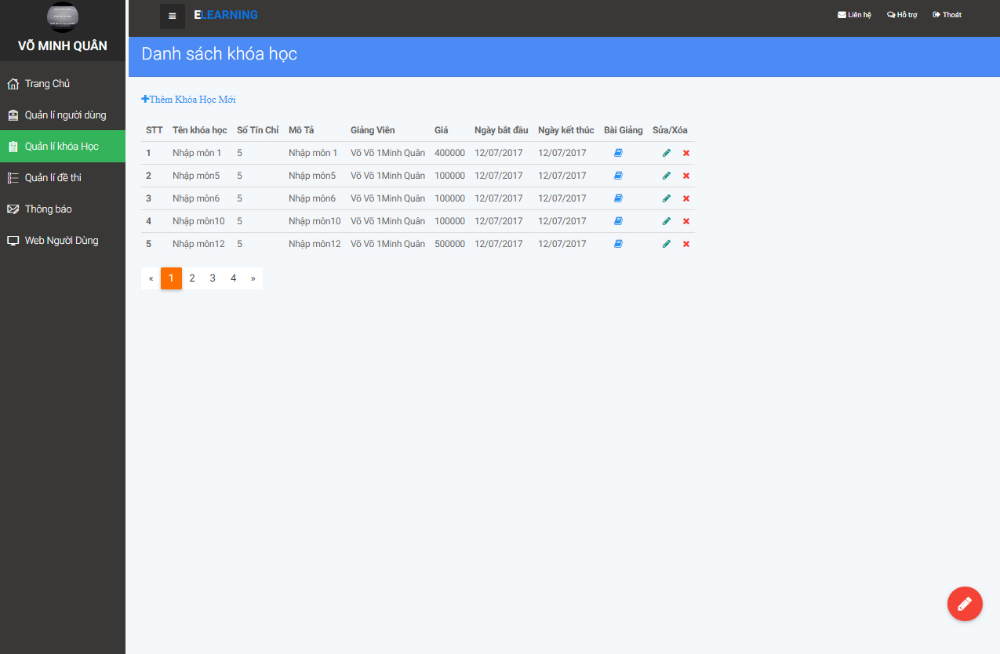 VÕ MINH QUÂN
Trang Chủ
Quản lí người dùng
Quản lí khóa Học
Quản lí đề thi
Thông báo
Web Người Dùng
ELEARNING
Liên hệ Hỗ trợ Thoát
Danh sách khóa học
Thêm Khóa Học Mới
STT Tên khóa học Số Tín Chỉ Mô Tả Giảng Viên Giá Ngày bắt đầu Ngày kết thúc Bài Giảng Sửa/Xóa
1 Nhập môn 1 5 Nhập môn 1 Võ Võ 1Minh Quân 400000 12/07/2017 12/07/2017
2 Nhập môn5 5 Nhập môn5 Võ Võ 1Minh Quân 100000 12/07/2017 12/07/2017
3 Nhập môn6 5 Nhập môn6 Võ Võ 1Minh Quân 100000 12/07/2017 12/07/2017
4 Nhập môn10 5 Nhập môn10 Võ Võ 1Minh Quân 100000 12/07/2017 12/07/2017
5 Nhập môn12 5 Nhập môn12 Võ Võ 1Minh Quân 500000 12/07/2017 12/07/2017
« 1 2 3 4 »